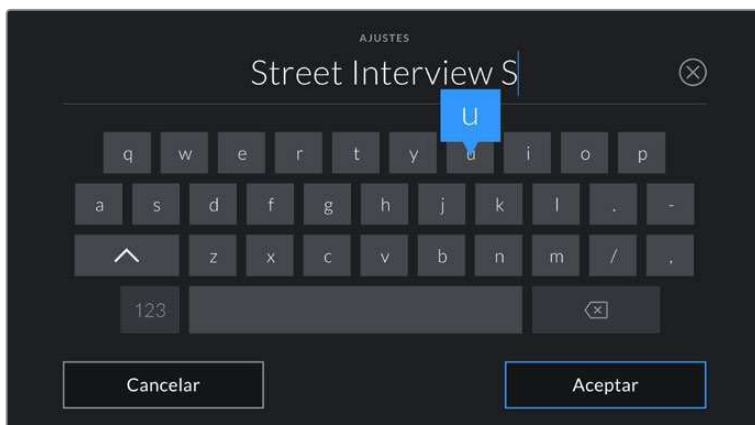 AJUSTES
Street Interview S
u
q w e r t y u i o p
a s d f g h j k l . -
z x c v b n m / ,
123
Cancelar Aceptar